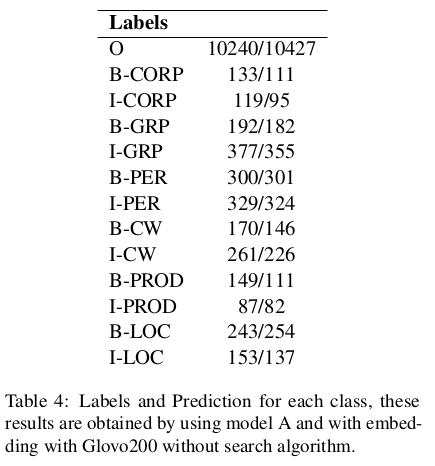 Labels
O 10240/10427
B-CORP 133/111
I-CORP 119/95
B-GRP 192/182
I-GRP 377/355
B-PER 300/301
I-PER 329/324
B-CW 170/146
I-CW 261/226
B-PROD 149/111
I-PROD 87/82
B-LOC 243/254
I-LOC 153/137
Table 4: Labels and Prediction for each class, these
results are obtained by using model A and with embed-
ding with Glovo200 without search algorithm.